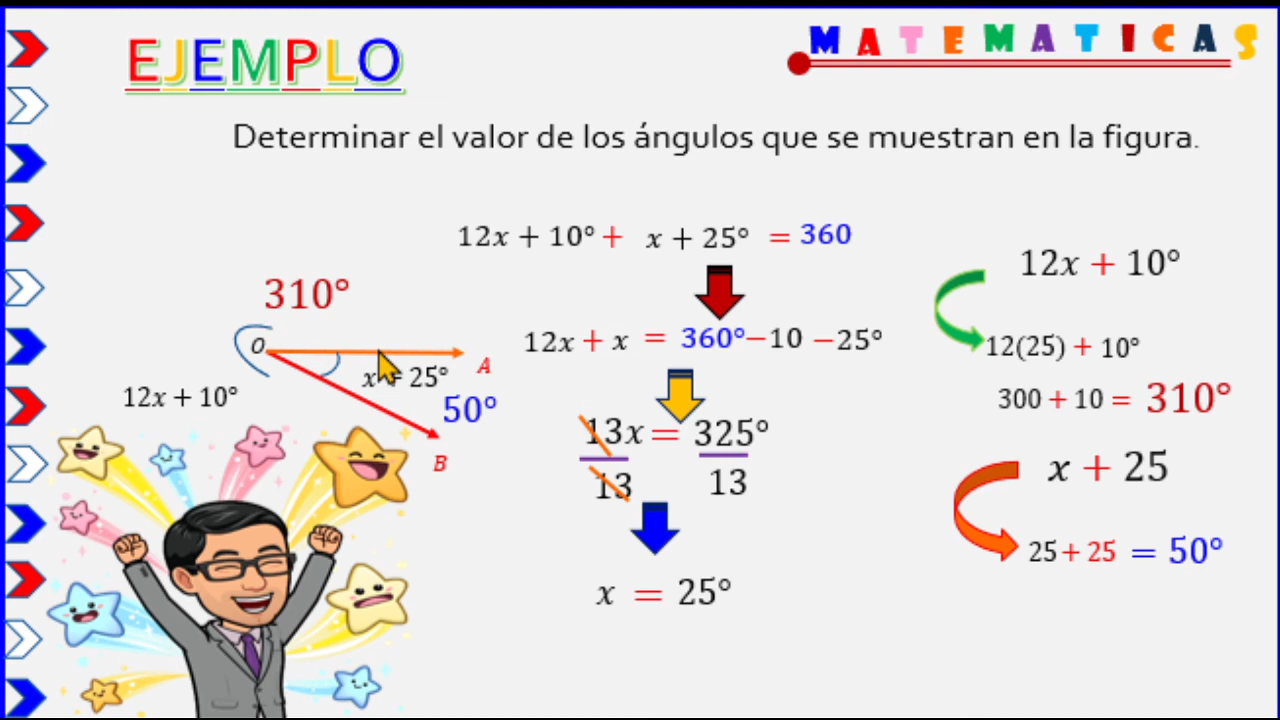 EJEMPLO
MATEMATICAS
Determinar el valor de los ángulos que se muestran en la figura.
12x + 10° + x + 25° = 360
12x + x = 360°−10 −25°
13x = 325°
13 13
x = 25°
310°
O
A
x + 25°
12x + 10°
50°
B
12x + 10°
12(25) + 10°
300 + 10 = 310°
x + 25
25+25 = 50°